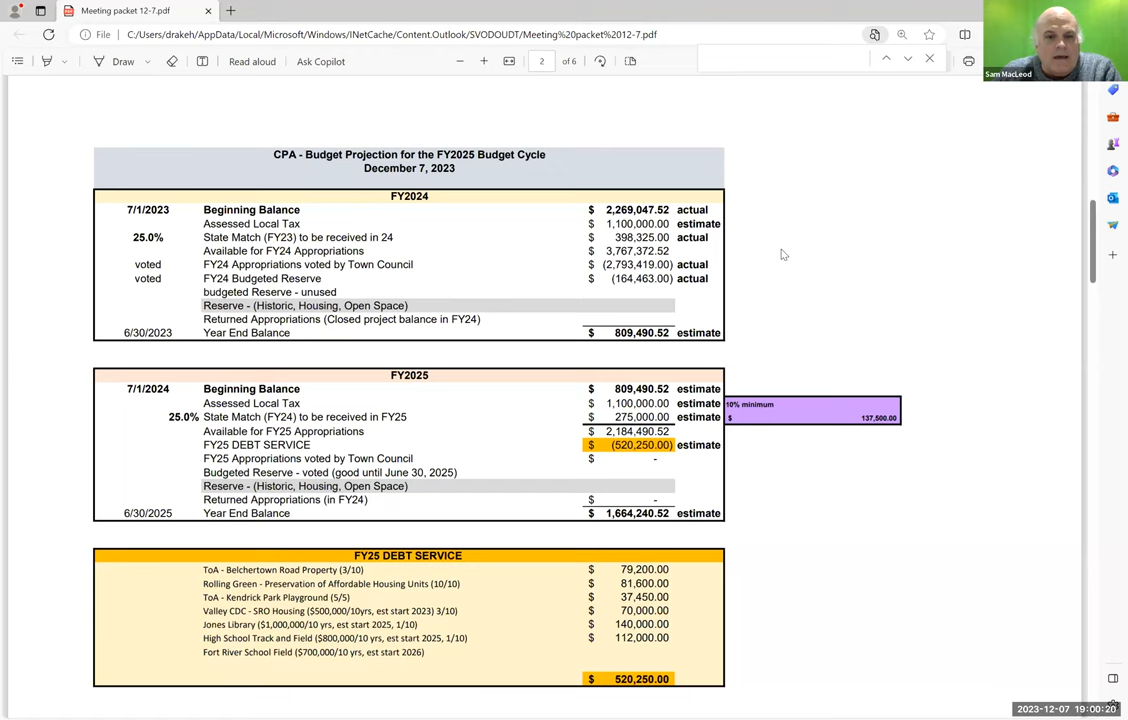 Meeting packet 12-7.pdf
File C:/Users/drakeh/AppData/Local/Microsoft/Windows/INetCache/Content.Outlook/SVODOUDT/Meeting%20packet%2012-7.pdf
Draw Read aloud Ask Copilot 2 of 6
Sam MacLeod
CPA - Budget Projection for the FY2025 Budget Cycle
December 7, 2023
FY2024
7/1/2023 Beginning Balance $ 2,269,047.52 actual
Assessed Local Tax $ 1,100,000.00 estimate
25.0% State Match (FY23) to be received in 24 $ 398,325.00 actual
Available for FY24 Appropriations $ 3,767,372.52
voted FY24 Appropriations voted by Town Council $ (2,793,419.00) actual
voted FY24 Budgeted Reserve $ (164,463.00) actual
budgeted Reserve - unused
Reserve - (Historic, Housing, Open Space)
Returned Appropriations (Closed project balance in FY24)
6/30/2023 Year End Balance $ 809,490.52 estimate
FY2025
7/1/2024 Beginning Balance $ 809,490.52 estimate
Assessed Local Tax $ 1,100,000.00 estimate 10% minimum
25.0% State Match (FY24) to be received in FY25 $ 275,000.00 estimate $ 137,500.00
Available for FY25 Appropriations $ 2,184,490.52
FY25 DEBT SERVICE $ (520,250.00) estimate
FY25 Appropriations voted by Town Council $ -
Budgeted Reserve - voted (good until June 30, 2025)
Reserve - (Historic, Housing, Open Space)
Returned Appropriations (in FY24) $ -
6/30/2025 Year End Balance $ 1,664,240.52 estimate
FY25 DEBT SERVICE
ToA - Belchertown Road Property (3/10) $ 79,200.00
Rolling Green - Preservation of Affordable Housing Units (10/10) $ 81,600.00
ToA - Kendrick Park Playground (5/5) $ 37,450.00
Valley CDC - SRO Housing ($500,000/10yrs, est start 2023) 3/10) $ 70,000.00
Jones Library ($1,000,000/10 yrs, est start 2025, 1/10) $ 140,000.00
High School Track and Field ($800,000/10 yrs, est start 2025, 1/10) $ 112,000.00
Fort River School Field ($700,000/10 yrs, est start 2026)
$ 520,250.00
2023-12-07 19:00:20